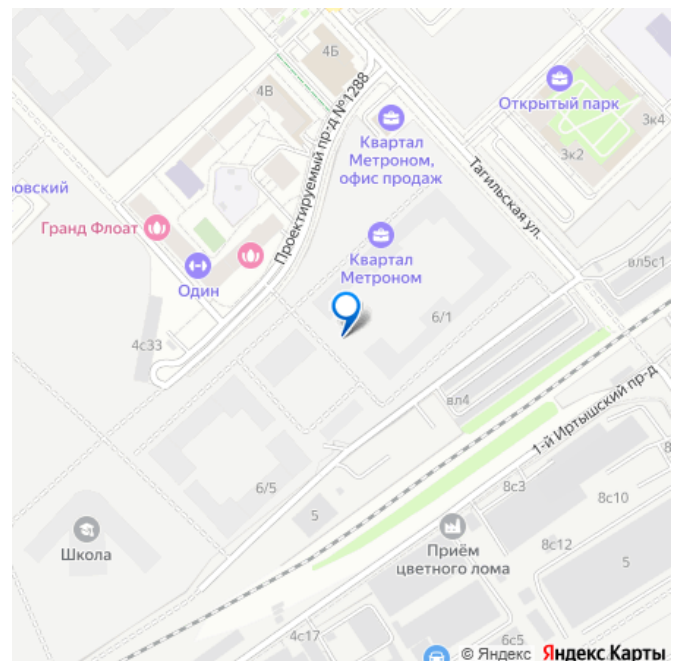 4Б
4В
Проектируемый пр-д №1288
Открытый парк
3к4
3к2
Квартал
Метроном,
офис продаж
Тагильская ул.
овский
Гранд Флоат
Один
Квартал
Метроном
вл5с1
6/1
4с33
вл4
1-й Иртышский пр-д
6/5
5
8с3
8с10
Школа
Приём
цветного лома
8с12
5
4с17
6с5
© Яндекс Яндекс Карты